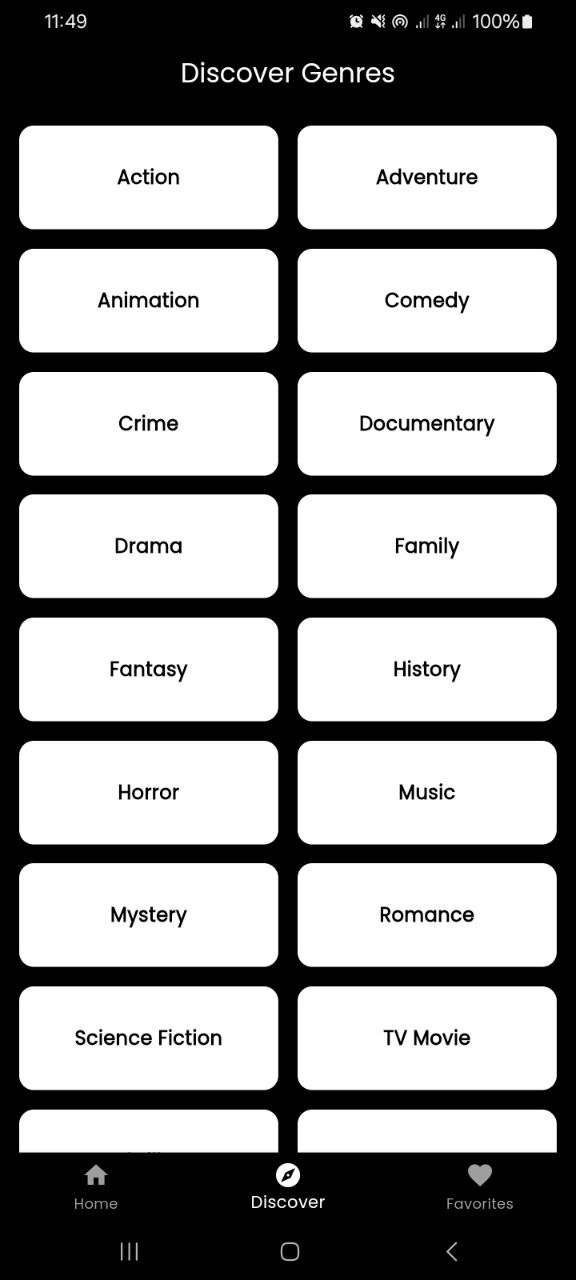 11:49 4G 100%
Discover Genres
Action Adventure
Animation Comedy
Crime Documentary
Drama Family
Fantasy History
Horror Music
Mystery Romance
Science Fiction TV Movie
Home Discover Favorites